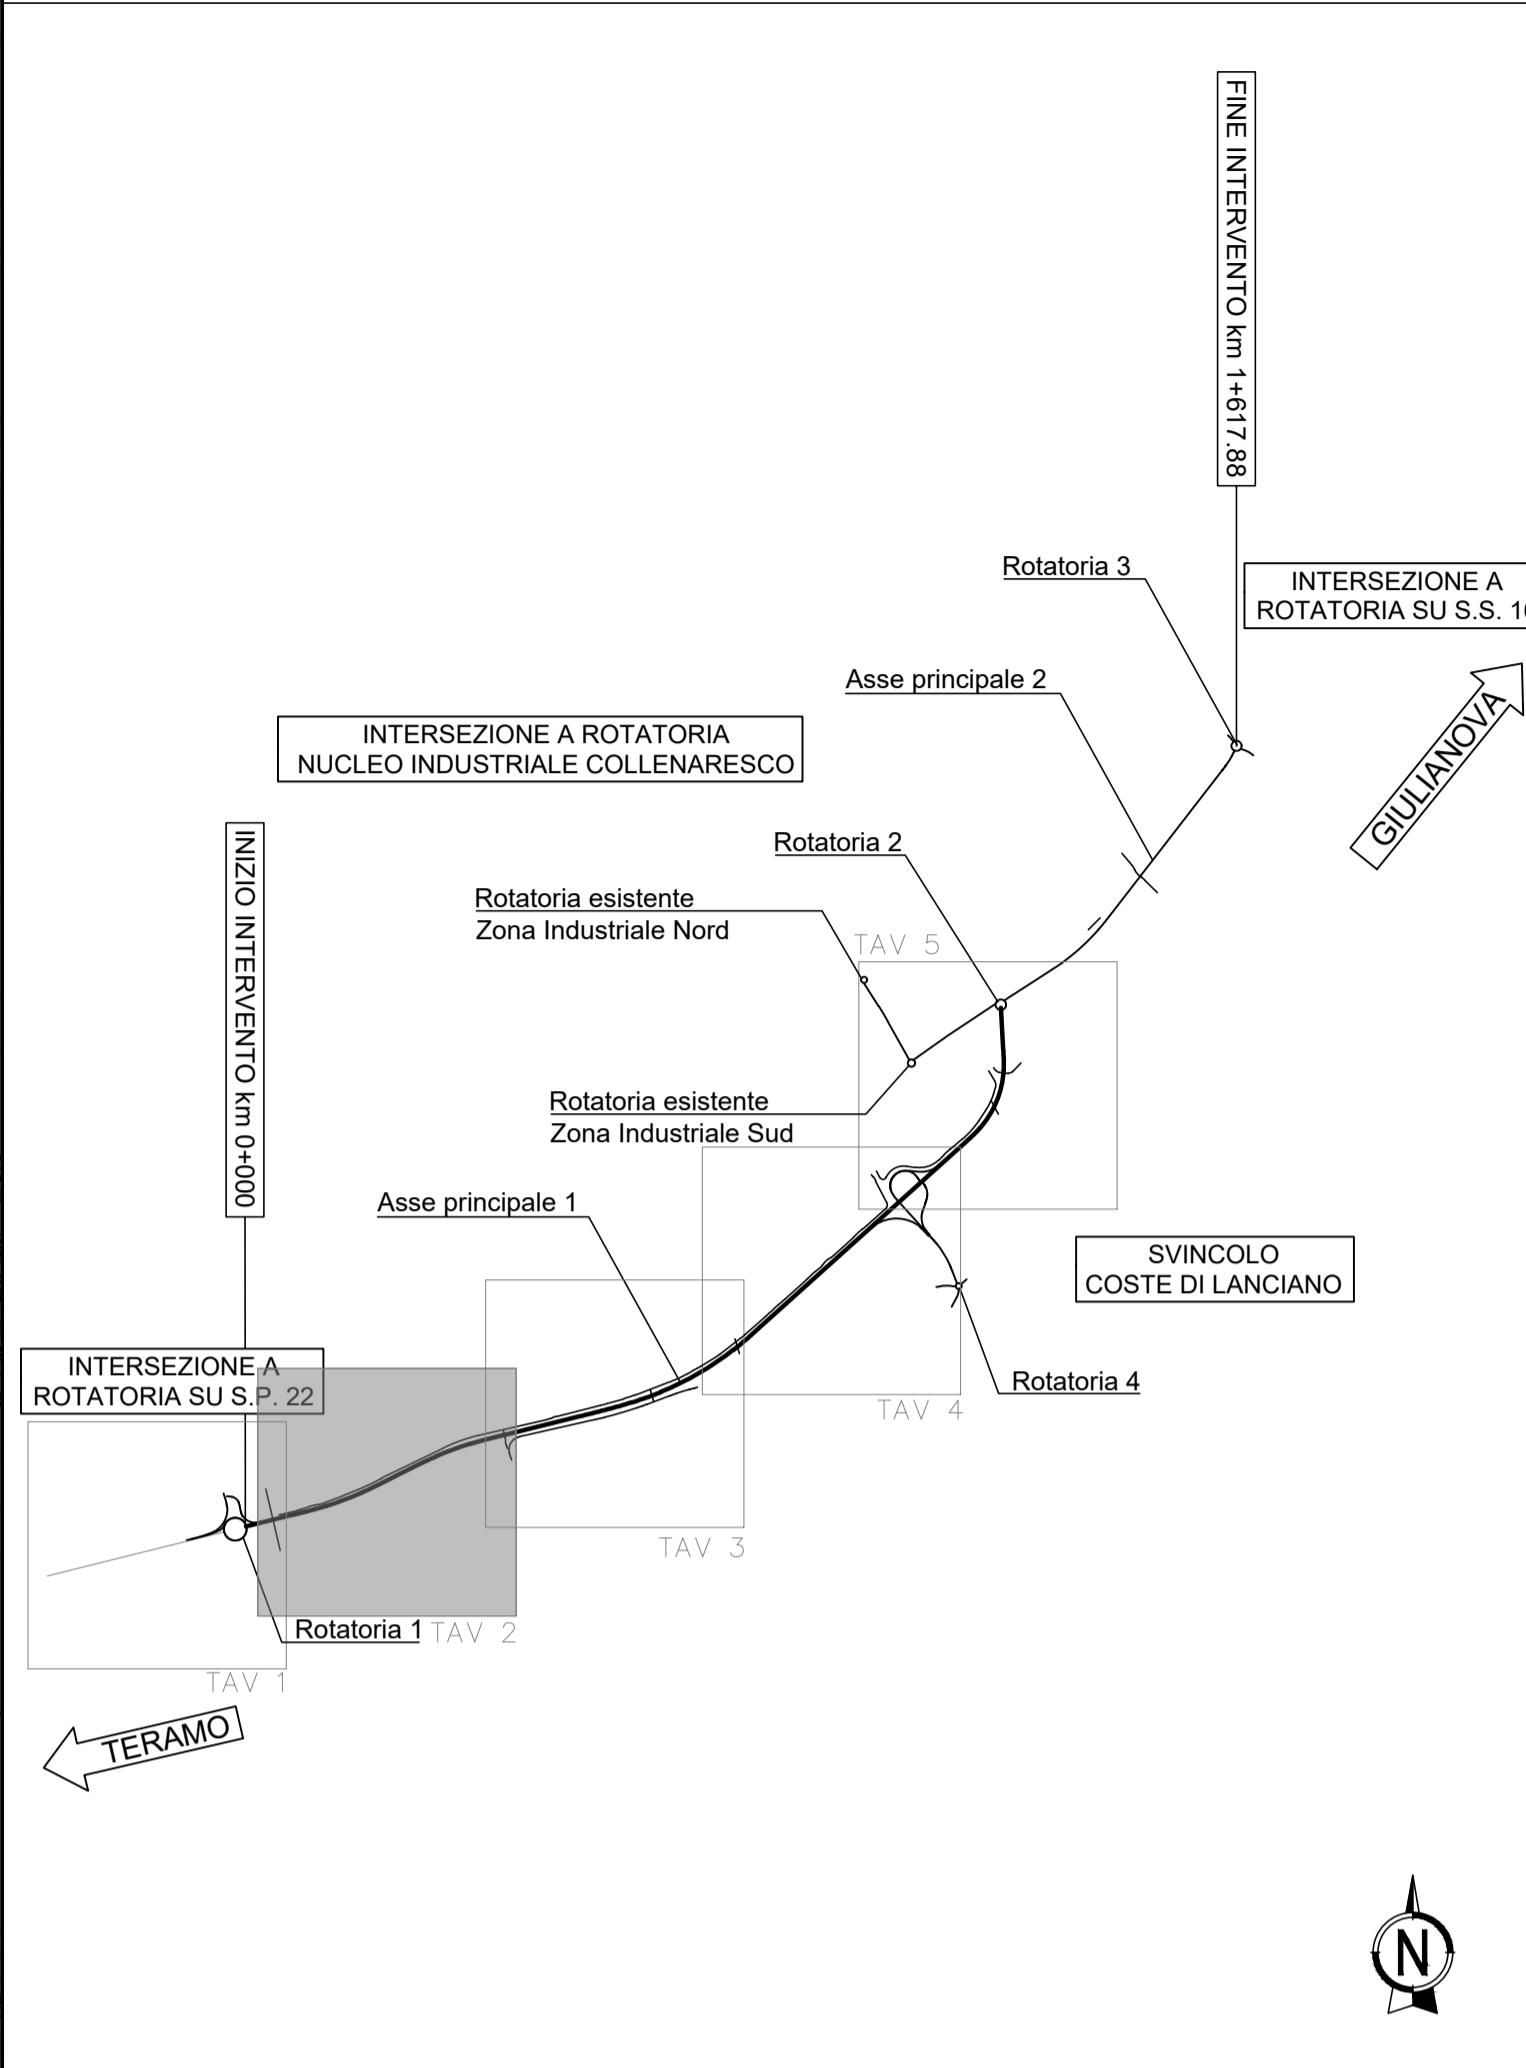 FINE INTERVENTO km 1+617.88
Rotatoria 3
INTERSEZIONE A
ROTATORIA SU S.S.
Asse principale 2
GIULIANOVA
INTERSEZIONE A ROTATORIA
NUCLEO INDUSTRIALE COLLENARESCO
INIZIO INTERVENTO km 0+000
Rotatoria 2
Rotatoria esistente
Zona Industriale Nord
TAV 5
Rotatoria esistente
Zona Industriale Sud
Asse principale 1
SVINCOLO
COSTE DI LANCIANO
INTERSEZIONE A
ROTATORIA SU S.P. 22
Rotatoria 4
TAV 4
TAV 3
Rotatoria 1
TAV 2
TAV 1
TERAMO
N